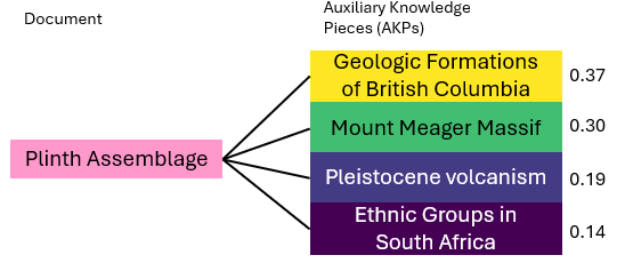 Document
Auxiliary Knowledge
Pieces (AKPs)
Plinth Assemblage
Geologic Formations
of British Columbia
0.37
Mount Meager Massif
0.30
Pleistocene volcanism
0.19
Ethnic Groups in
South Africa
0.14